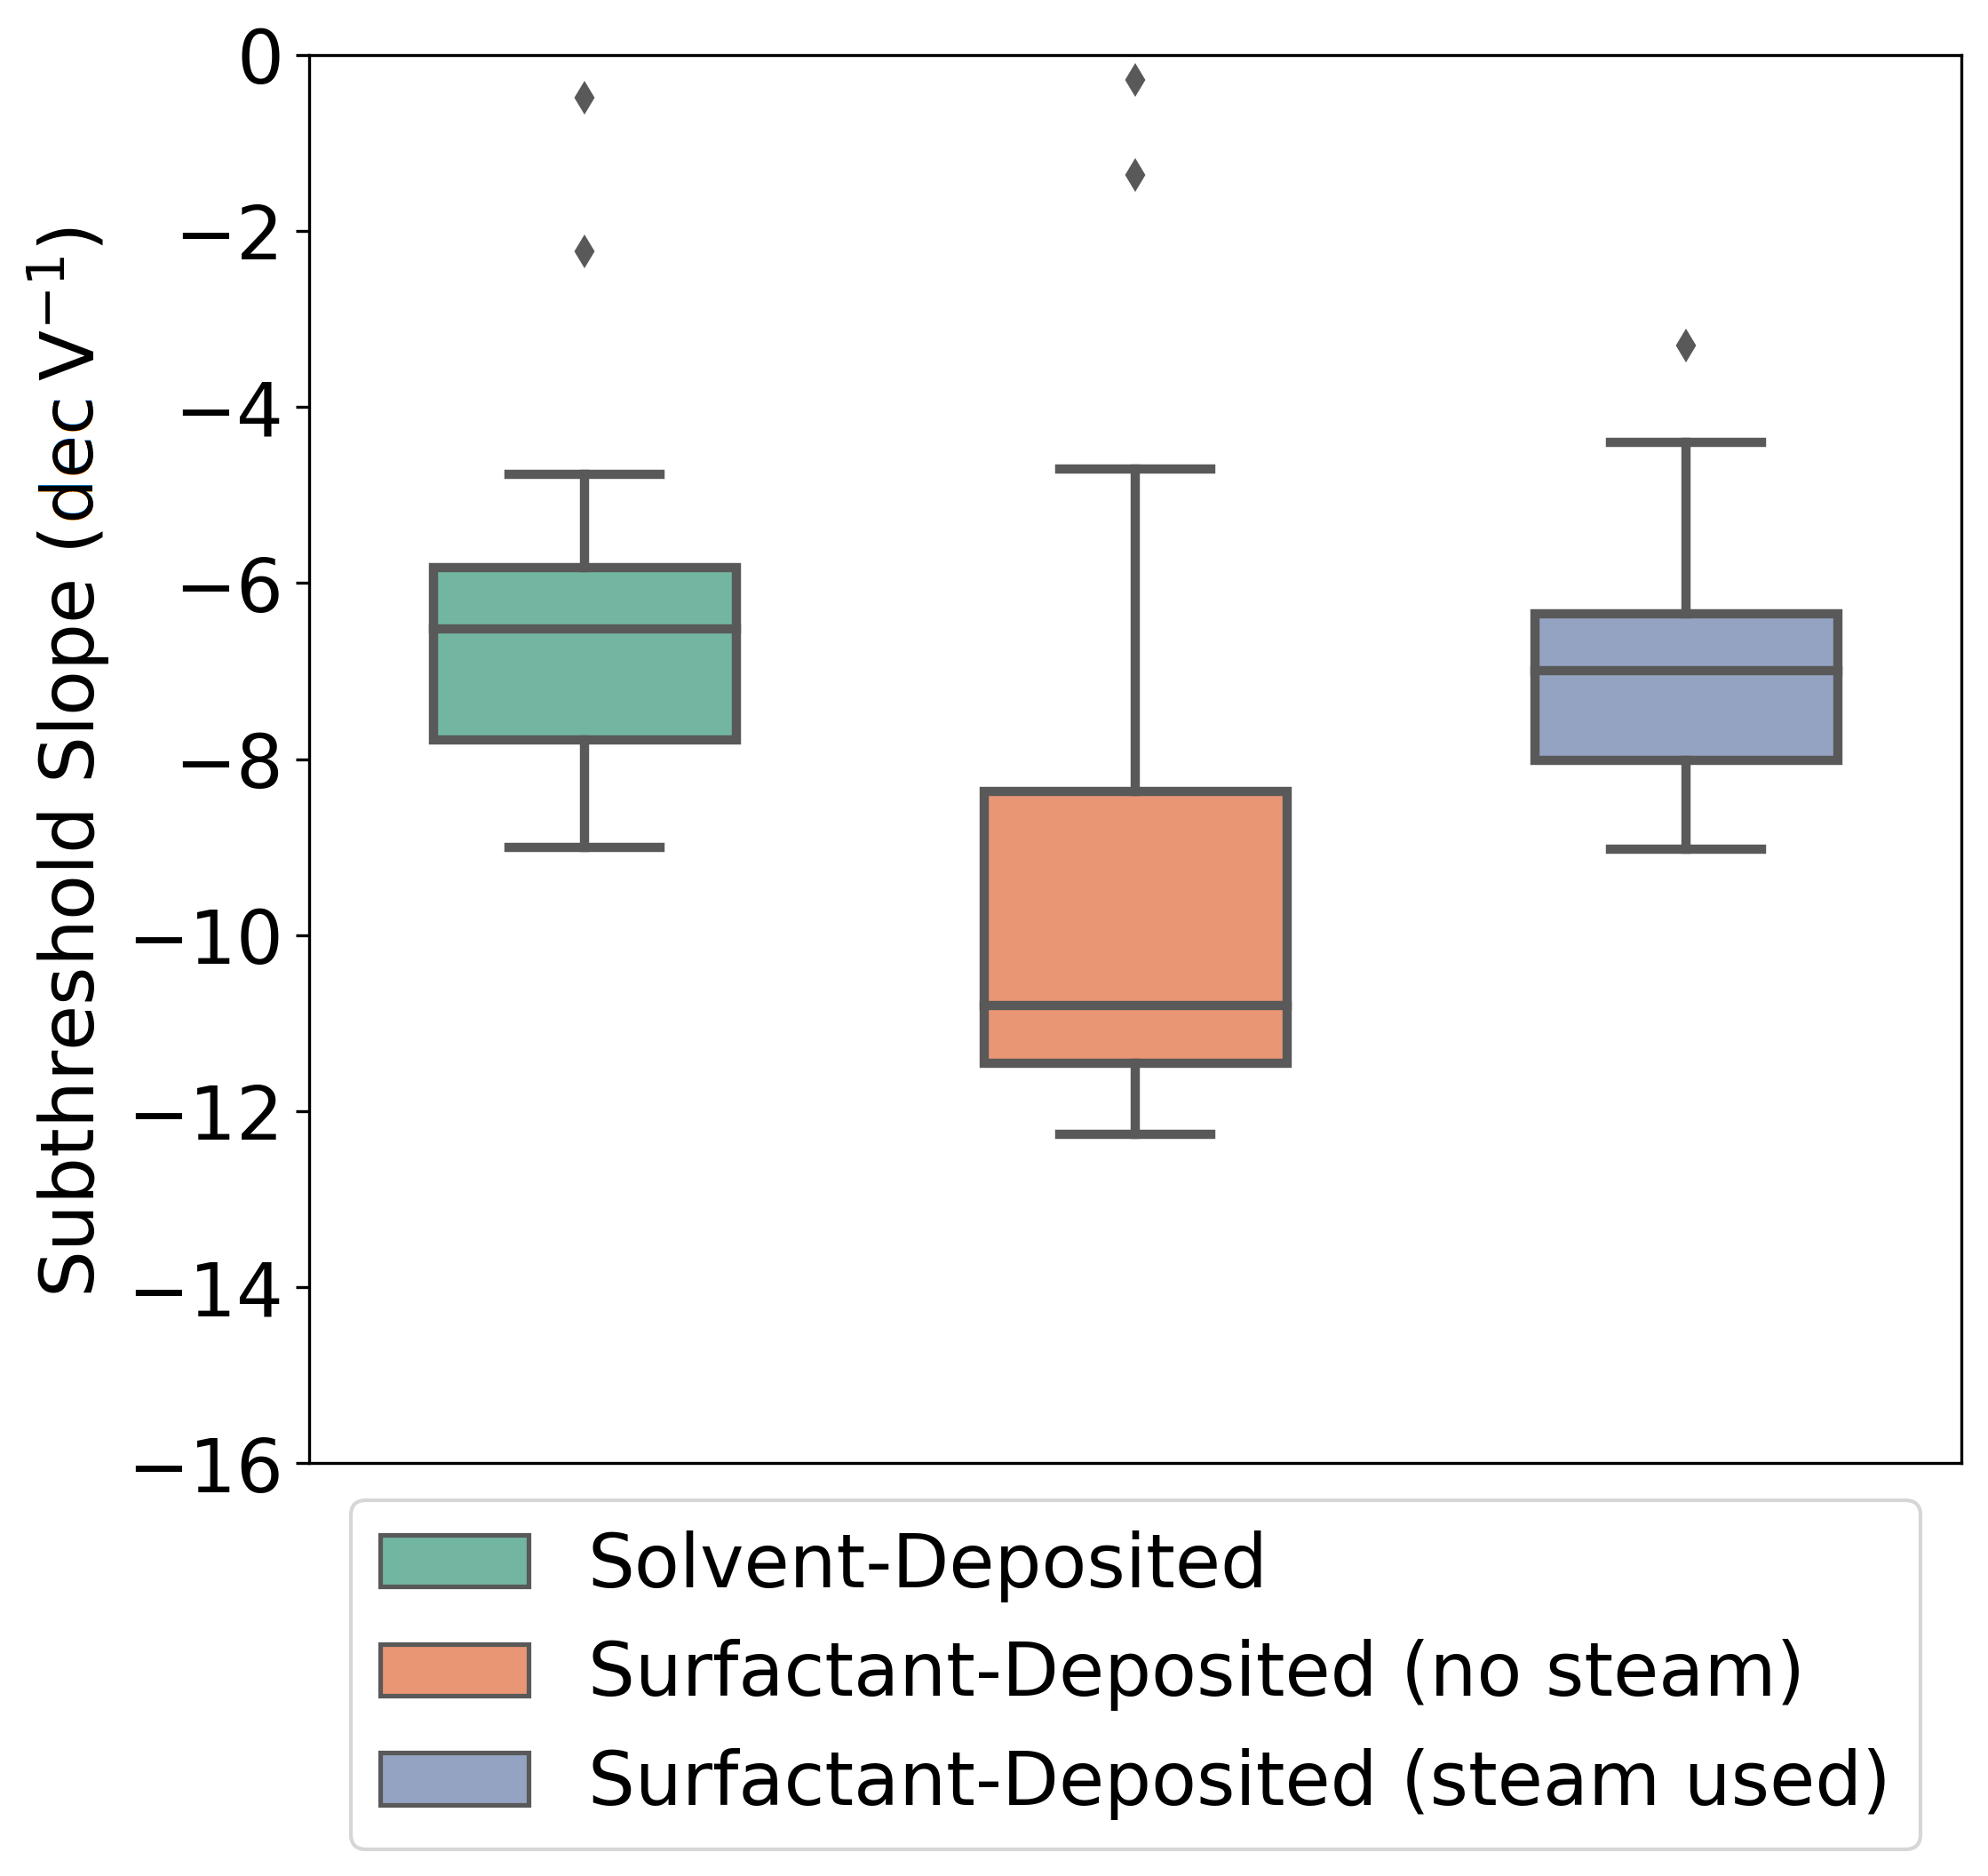 0
−2
−4
−6
−8
−10
−12
−14
−16
Subthreshold Slope (dec V⁻¹)
Solvent-Deposited
Surfactant-Deposited (no steam)
Surfactant-Deposited (steam used)